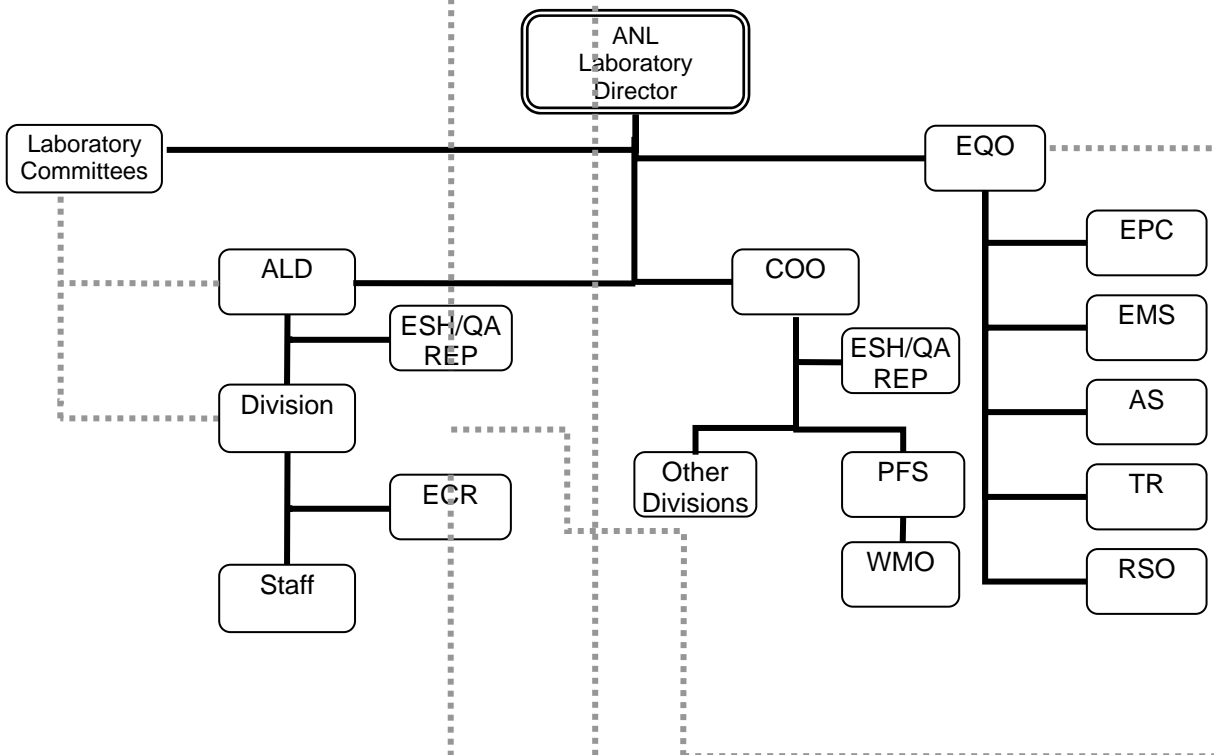 ANL
Laboratory
Director
Laboratory
Committees
EQO
EPC
ALD
COO
ESH/QA
REP
EMS
ESH/QA
REP
Division
AS
Other
Divisions
PFS
ECR
TR
WMO
RSO
Staff